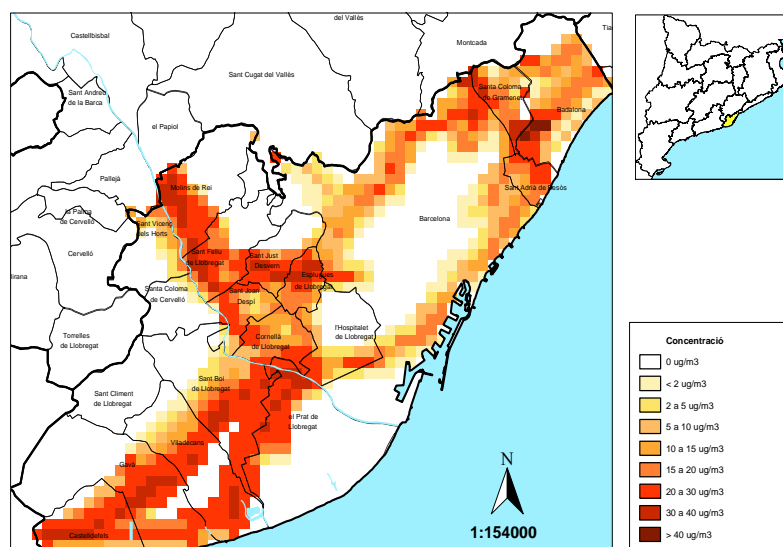 del Vallès
Tia
Castellbisbal
Montcada
Sant Cugat del Vallès
Santa Coloma
de Gramenet
Sant Andreu
de la Barca
Badalona
el Papiol
Pallejà
Molins de Rei
Sant Adrià de Besòs
la Palma
de Cervelló
Sant Vicenç
dels Horts
Barcelona
Cervelló
Sant Feliu
de Llobregat
Sant Just
Desvern
lirana
Esplugues
de Llobregat
Santa Coloma
de Cervelló
Sant Joan
Despí
Torrelles
de Llobregat
Cornellà
de Llobregat
l'Hospitalet
de Llobregat
Sant Boi
de Llobregat
Sant Climent
de Llobregat
el Prat de
Llobregat
Viladecans
Gavà
Castelldefels
N
1:154000
Concentració
0 ug/m3
< 2 ug/m3
2 a 5 ug/m3
5 a 10 ug/m3
10 a 15 ug/m3
15 a 20 ug/m3
20 a 30 ug/m3
30 a 40 ug/m3
> 40 ug/m3